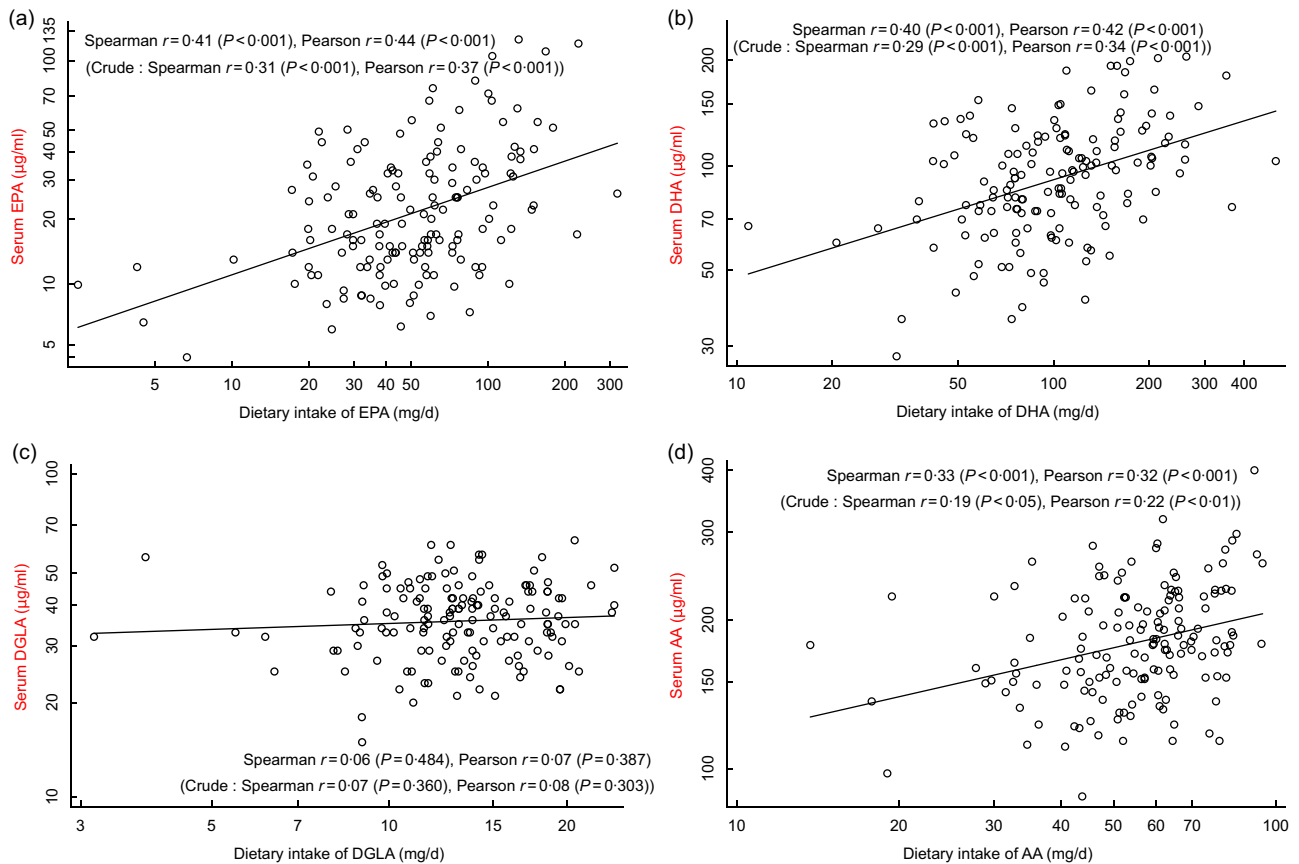 (a)
Spearman r=0·41 (P<0·001), Pearson r=0·44 (P<0·001)
(Crude : Spearman r=0·31 (P<0·001), Pearson r=0·37 (P<0·001))
Serum EPA (µg/ml)
135
100
70
50
40
30
20
10
5
5
10
20
30
40
50
100
200
300
Dietary intake of EPA (mg/d)
(b)
Spearman r=0·40 (P<0·001), Pearson r=0·42 (P<0·001)
(Crude : Spearman r=0·29 (P<0·001), Pearson r=0·34 (P<0·001))
Serum DHA (µg/ml)
200
150
100
70
50
30
10
20
50
100
200
300
400
Dietary intake of DHA (mg/d)
(c)
Serum DGLA (µg/ml)
100
70
50
40
30
20
10
Spearman r=0·06 (P=0·484), Pearson r=0·07 (P=0·387)
(Crude : Spearman r=0·07 (P=0·360), Pearson r=0·08 (P=0·303))
3
5
7
10
15
20
Dietary intake of DGLA (mg/d)
(d)
Spearman r=0·33 (P<0·001), Pearson r=0·32 (P<0·001)
(Crude : Spearman r=0·19 (P<0·05), Pearson r=0·22 (P<0·01))
Serum AA (µg/ml)
400
300
200
150
100
10
20
30
40
50
60
70
100
Dietary intake of AA (mg/d)